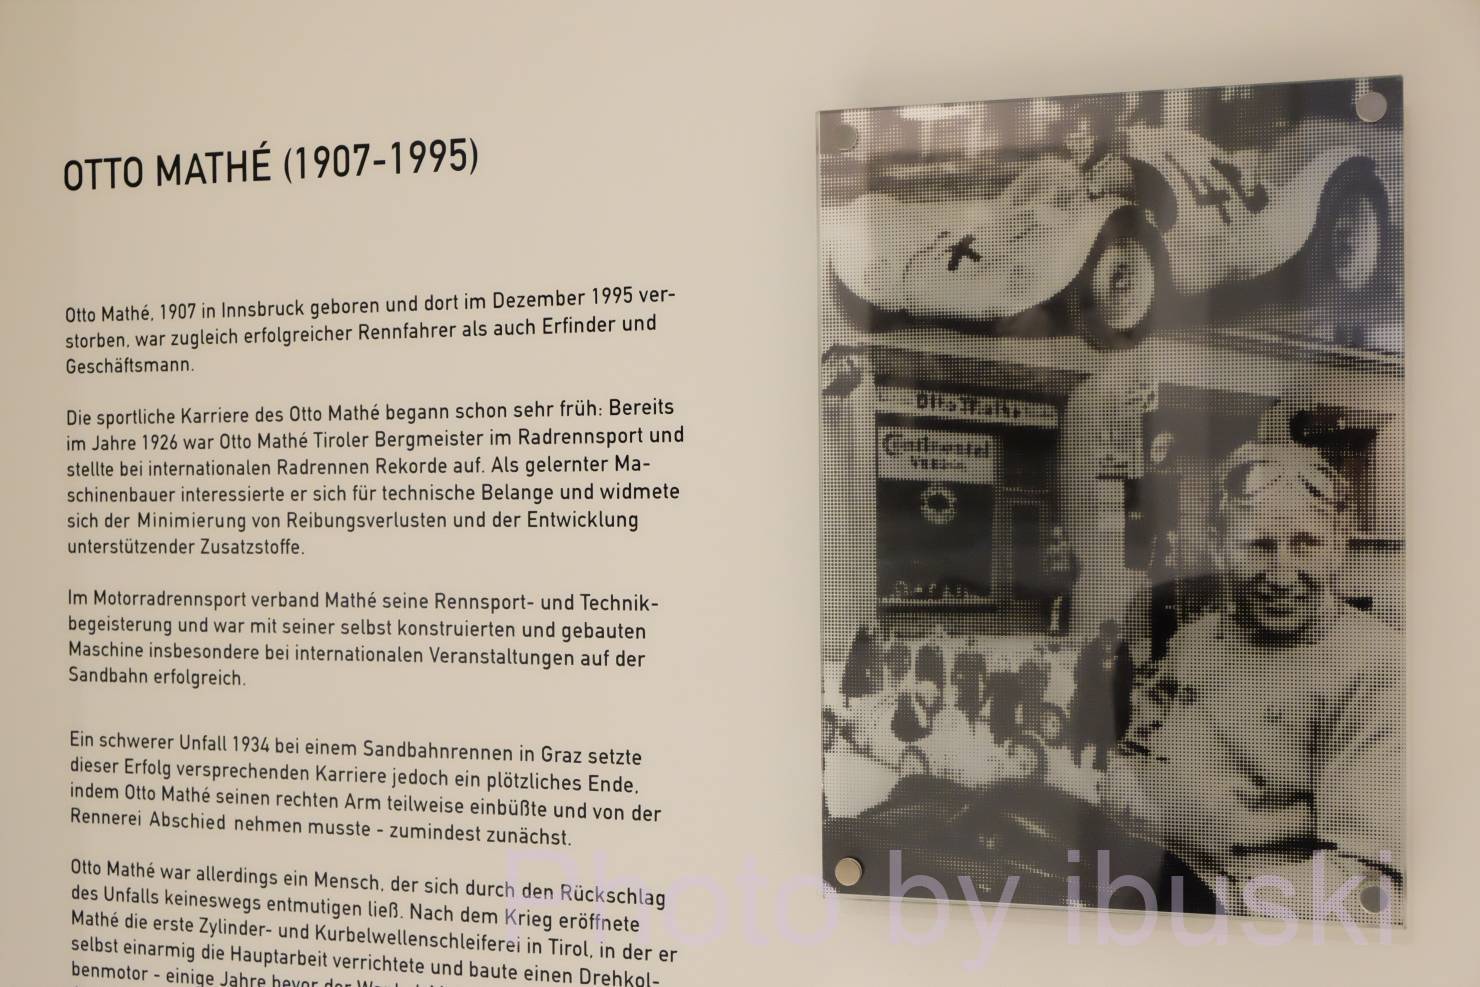 OTTO MATHÉ (1907-1995)
Otto Mathé, 1907 in Innsbruck geboren und dort im Dezember 1995 ver-
storben, war zugleich erfolgreicher Rennfahrer als auch Erfinder und
Geschäftsmann.
Die sportliche Karriere des Otto Mathé begann schon sehr früh: Bereits
im Jahre 1926 war Otto Mathé Tiroler Bergmeister im Radrennsport und
stellte bei internationalen Radrennen Rekorde auf. Als gelernter Ma-
schinenbauer interessierte er sich für technische Belange und widmete
sich der Minimierung von Reibungsverlusten und der Entwicklung
unterstützender Zusatzstoffe.
Im Motorradrennsport verband Mathé seine Rennsport- und Technik-
begeisterung und war mit seiner selbst konstruierten und gebauten
Maschine insbesondere bei internationalen Veranstaltungen auf der
Sandbahn erfolgreich.
Ein schwerer Unfall 1934 bei einem Sandbahnrennen in Graz setzte
dieser Erfolg versprechenden Karriere jedoch ein plötzliches Ende,
indem Otto Mathé seinen rechten Arm teilweise einbüßte und von der
Rennerei Abschied nehmen musste - zumindest zunächst.
Otto Mathé war allerdings ein Mensch, der sich durch den Rückschlag
des Unfalls keineswegs entmutigen ließ. Nach dem Krieg eröffnete
Mathé die erste Zylinder- und Kurbelwellenschleiferei in Tirol, in der er
selbst einarmig die Hauptarbeit verrichtete und baute einen Drehkol-
benmotor - einige Jahre bevor der
Otto Mathé
Continental
Photo by ibuski